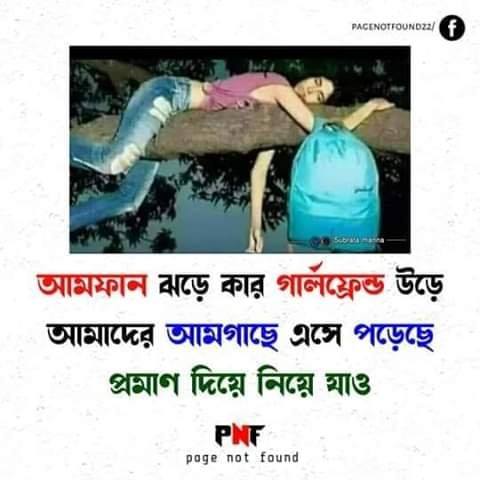 PAGENOTFOUND22/ f
Subrata manna
আমফান ঝড়ে কার গার্লফ্রেন্ড উড়ে
আমাদের আমগাছে এসে পড়েছে
প্রমাণ দিয়ে নিয়ে যাও
PNF
page not found